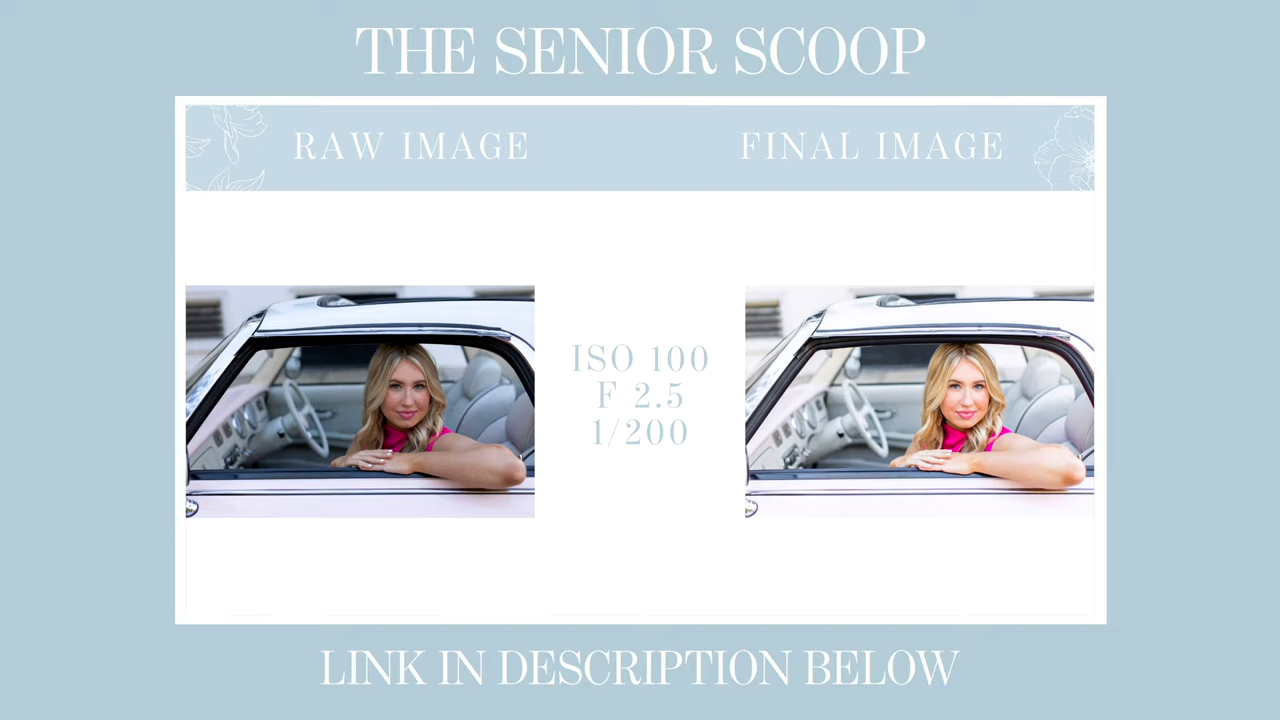 THE SENIOR SCOOP
RAW IMAGE
FINAL IMAGE
ISO 100
F 2.5
1/200
LINK IN DESCRIPTION BELOW